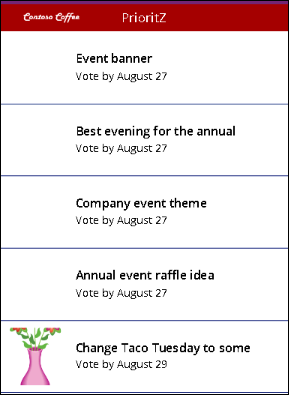 Contoso Coffee PrioritZ
Event banner
Vote by August 27
Best evening for the annual
Vote by August 27
Company event theme
Vote by August 27
Annual event raffle idea
Vote by August 27
Change Taco Tuesday to some
Vote by August 29